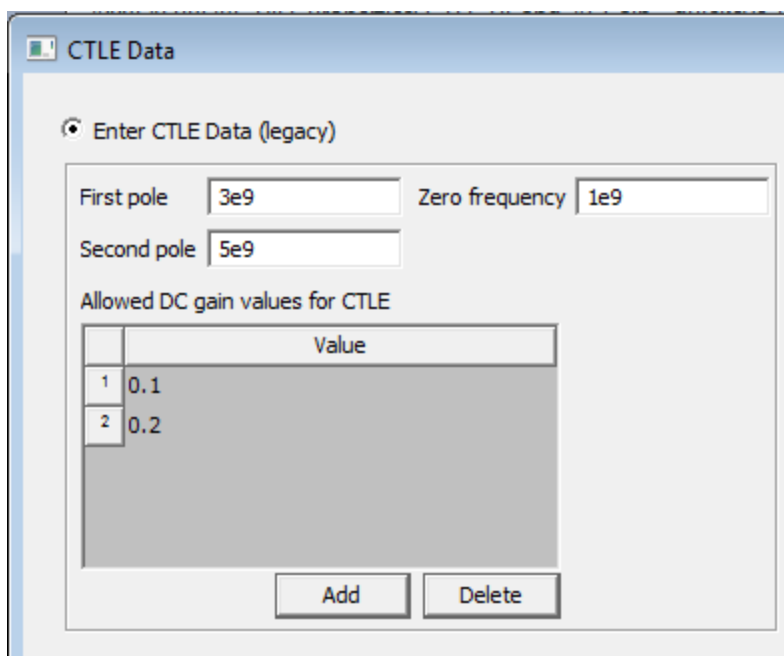 CTLE Data
Enter CTLE Data (legacy)
First pole 3e9 Zero frequency 1e9
Second pole 5e9
Allowed DC gain values for CTLE
Value
1 0.1
2 0.2
Add Delete